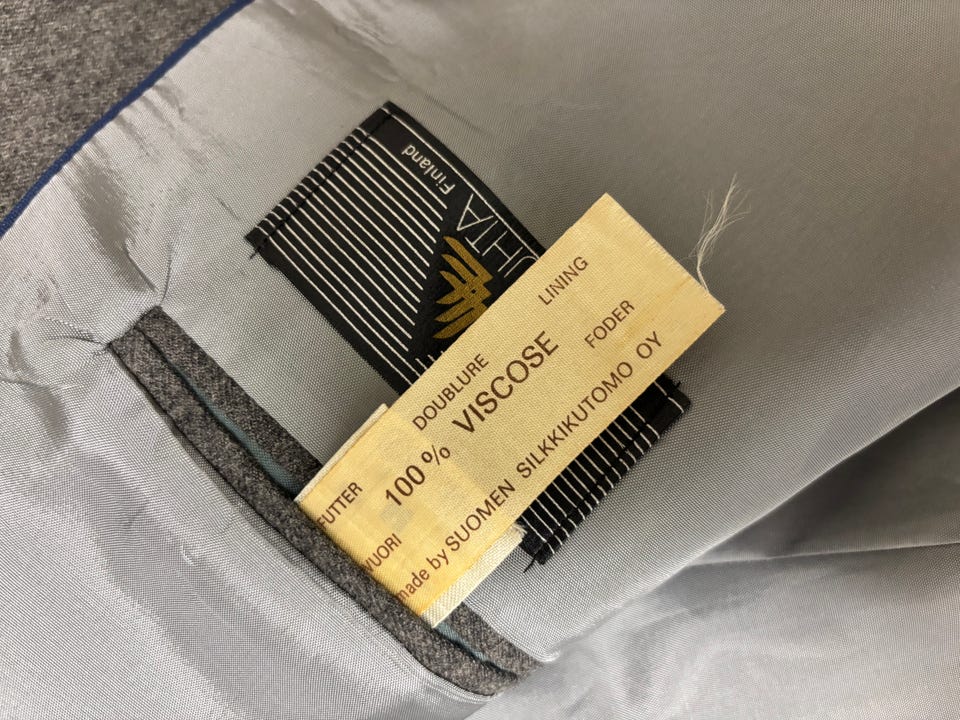 Finland
FUTTER DOUBLURE LINING
100 % VISCOSE
VUORI FODER
made by SUOMEN SILKKIKUTOMO OY